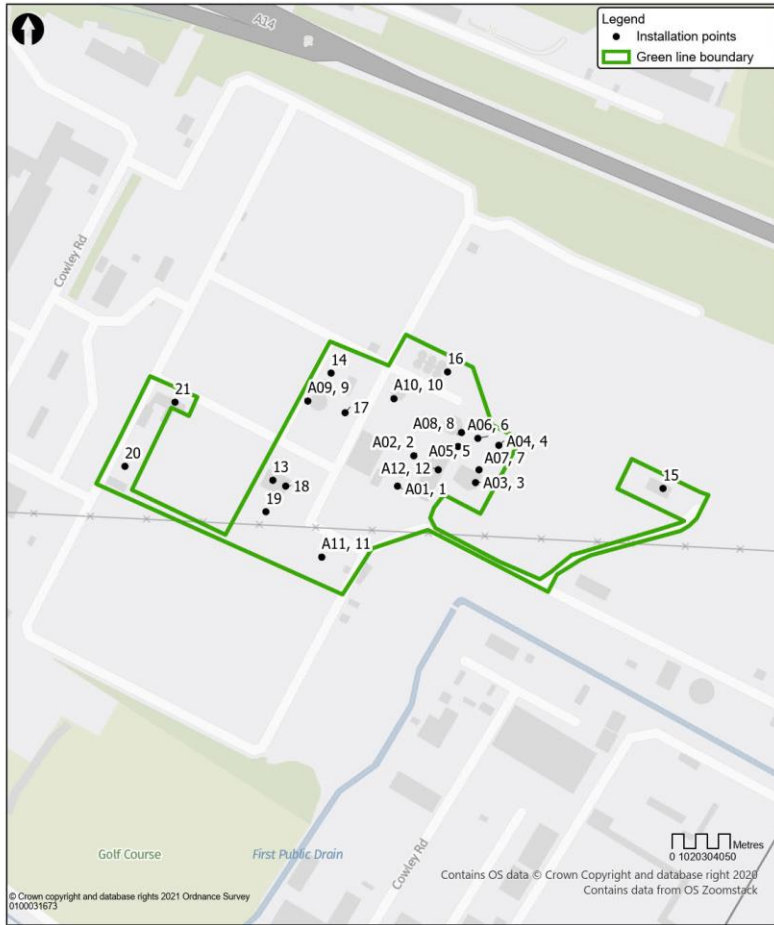 A14
Legend
Installation points
Green line boundary
Cowley Rd
14
16
A09, 9
A10, 10
21
17
A08, 8
A06, 6
A02, 2
A04, 4
A05, 5
20
13
A12, 12
A07, 7
15
18
A01, 1
A03, 3
19
A11, 11
Golf Course
First Public Drain
Cowley Rd
Metres
0 1020304050
Contains OS data © Crown Copyright and database right 2020
Contains data from OS Zoomstack
© Crown copyright and database rights 2021 Ordnance Survey
0100031673